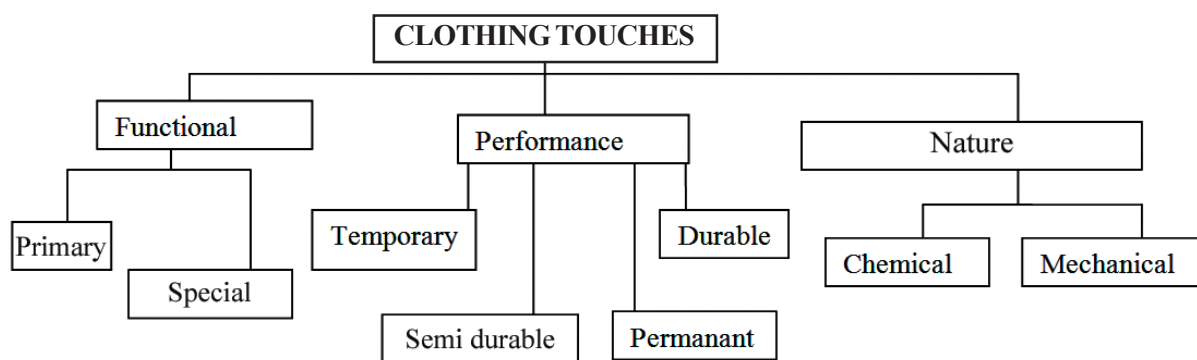 CLOTHING TOUCHES
Functional
Performance
Nature
Primary
Special
Temporary
Semi durable
Permanant
Durable
Chemical
Mechanical